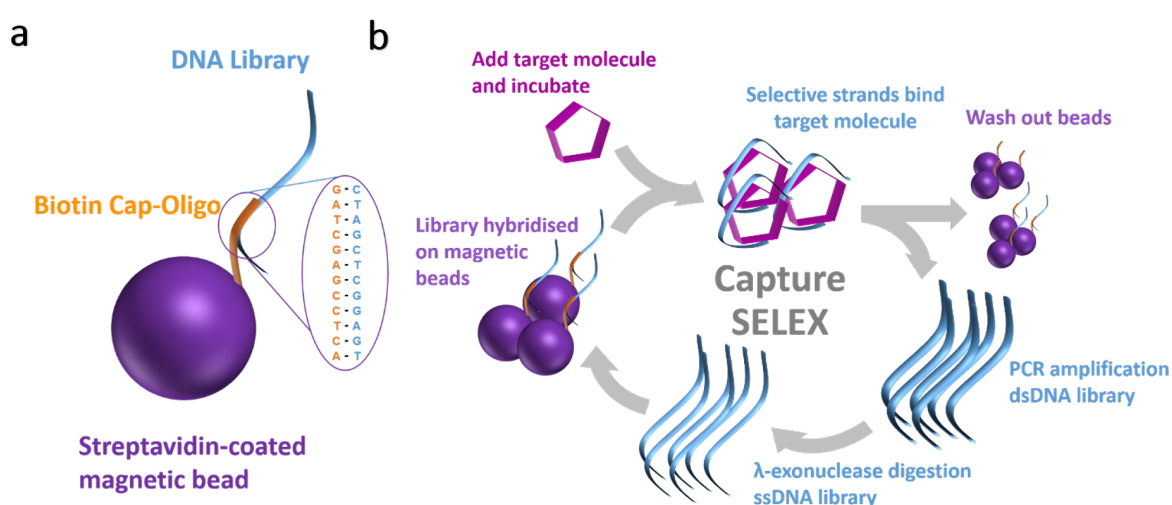 a
DNA Library
Biotin Cap-Oligo
G - C
A - T
T - A
C - G
G - C
A - T
G - C
C - G
C - G
T - A
C - G
A - T
Streptavidin-coated
magnetic bead
b
Add target molecule
and incubate
Selective strands bind
target molecule
Wash out beads
Library hybridised
on magnetic
beads
Capture
SELEX
PCR amplification
dsDNA library
λ-exonuclease digestion
ssDNA library